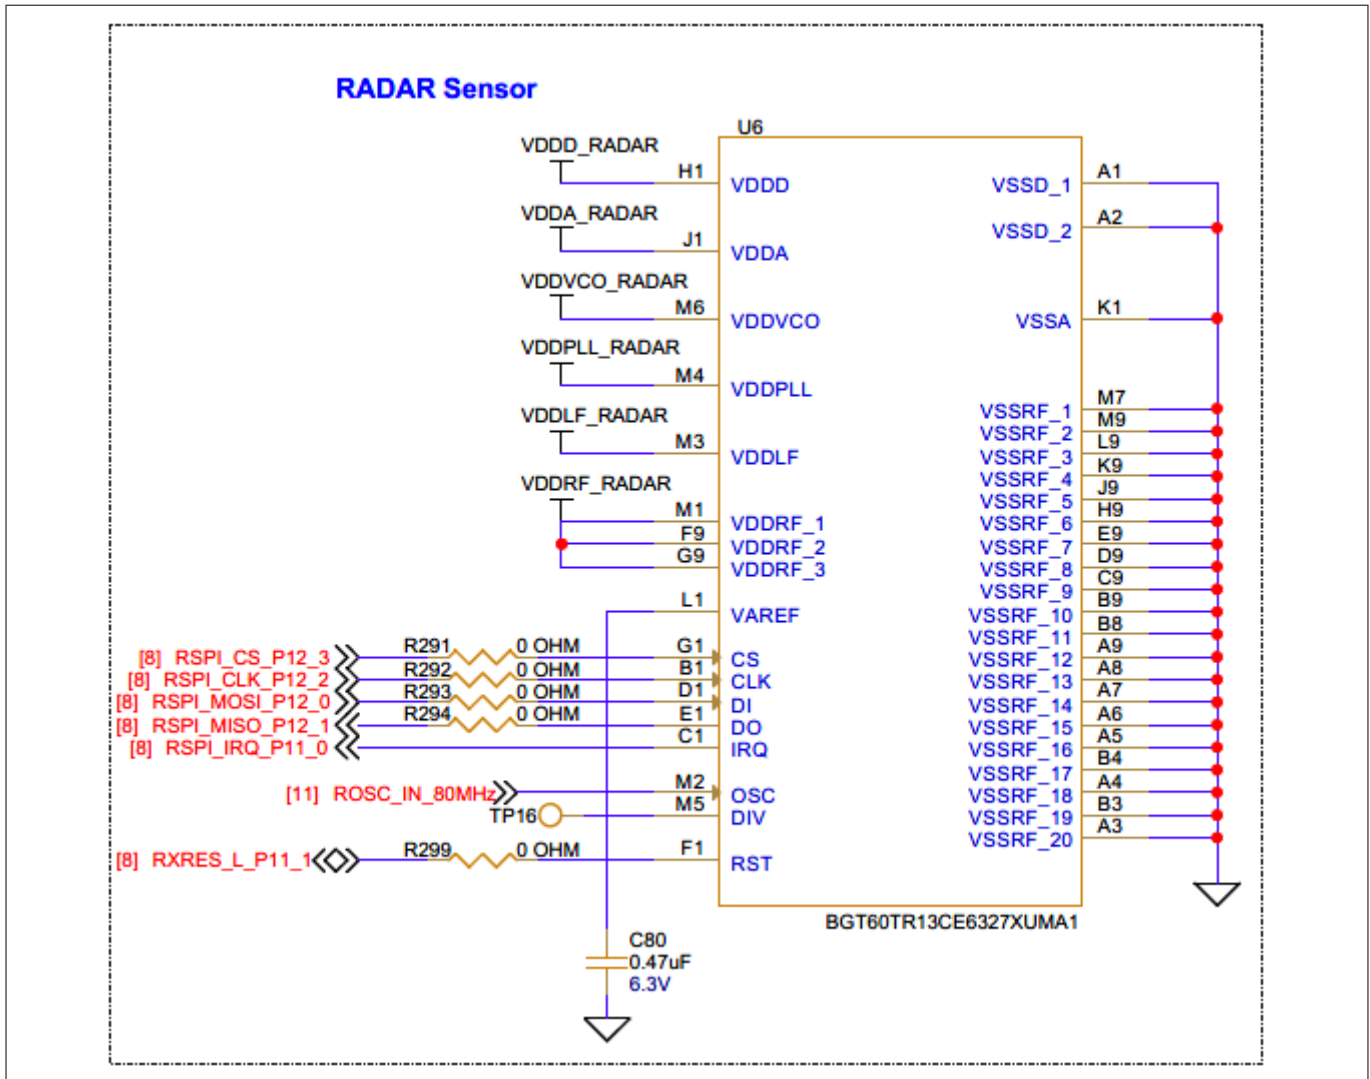 RADAR Sensor
U6
VDDD_RADAR
H1
VDDD
VSSD_1
A1
VDDA_RADAR
J1
VDDA
VSSD_2
A2
VDDVCO_RADAR
M6
VDDVCO
VSSA
K1
VDDPLL_RADAR
M4
VDDPLL
VDDLF_RADAR
M3
VDDLF
VDDRF_RADAR
M1
VDDRF_1
F9
VDDRF_2
G9
VDDRF_3
L1
VAREF
VSSRF_1 M7
VSSRF_2 M9
VSSRF_3 L9
VSSRF_4 K9
VSSRF_5 J9
VSSRF_6 H9
VSSRF_7 E9
VSSRF_8 D9
VSSRF_9 C9
VSSRF_10 B9
VSSRF_11 B8
VSSRF_12 A9
VSSRF_13 A8
VSSRF_14 A7
VSSRF_15 A6
VSSRF_16 A5
VSSRF_17 B4
VSSRF_18 A4
VSSRF_19 B3
VSSRF_20 A3
[8] RSPI_CS_P12_3 R291 0 OHM G1 CS
[8] RSPI_CLK_P12_2 R292 0 OHM B1 CLK
[8] RSPI_MOSI_P12_0 R293 0 OHM D1 DI
[8] RSPI_MISO_P12_1 R294 0 OHM E1 DO
[8] RSPI_IRQ_P11_0 C1 IRQ
[11] ROSC_IN_80MHz M2 OSC
TP16 M5 DIV
[8] RXRES_L_P11_1 R299 0 OHM F1 RST
BGT60TR13CE6327XUMA1
C80
0.47uF
6.3V